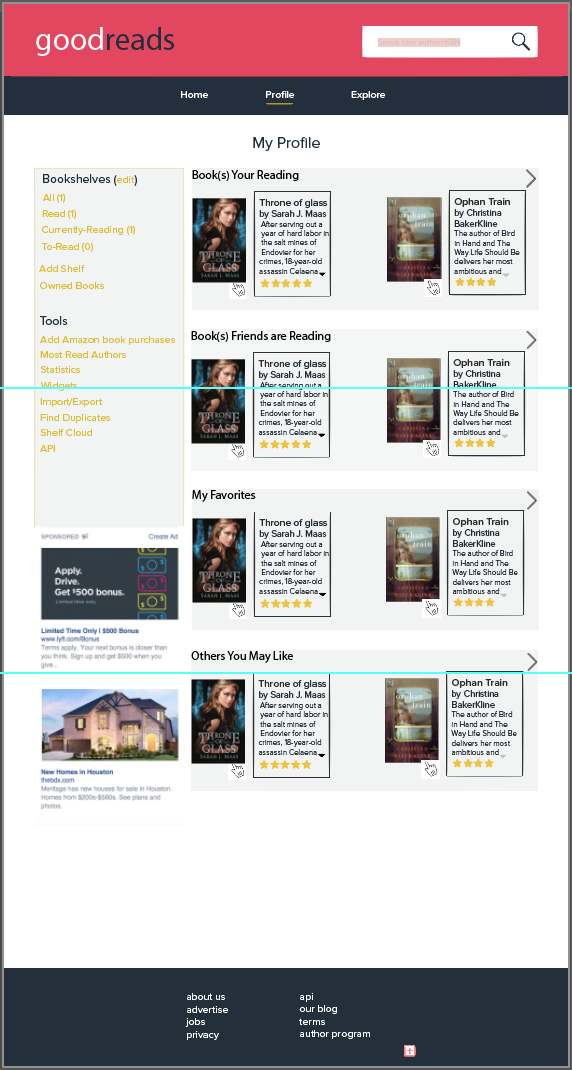 goodreads
Search title/ author/ ISBN
Home
Profile
Explore
My Profile
Bookshelves (edit)
All (1)
Read (1)
Currently-Reading (1)
To-Read (0)
Add Shelf
Owned Books
Tools
Add Amazon book purchases
Most Read Authors
Statistics
Widgets
Import/Export
Find Duplicates
Shelf Cloud
API
SPONSORED
Create Ad
Apply.
Drive.
Get $500 bonus.
Limited time only.
Limited Time Only I $500 Bonus
www.lyft.com/Bonus
Terms apply. Your next bonus is closer than
you think. Sign up and get $500 when you
give...
New Homes in Houston
thebdx.com
Meritage has new houses for sale in Houston.
Homes from $200s-$560s. See plans and
photos.
Book(s) Your Reading
THRONE
OF
GLASS
SARAH J. MAAS
Throne of glass
by Sarah J. Maas
After serving out a
year of hard labor in
the salt mines of
Endovier for her
crimes, 18-year-old
assassin Celaena
orphan
train
Ophan Train
by Christina
BakerKline
The author of Bird
in Hand and The
Way Life Should Be
delivers her most
ambitious and
Book(s) Friends are Reading
THRONE
OF
GLASS
SARAH J. MAAS
Throne of glass
by Sarah J. Maas
After serving out a
year of hard labor in
the salt mines of
Endovier for her
crimes, 18-year-old
assassin Celaena
orphan
train
Ophan Train
by Christina
BakerKline
The author of Bird
in Hand and The
Way Life Should Be
delivers her most
ambitious and
My Favorites
THRONE
OF
GLASS
SARAH J. MAAS
Throne of glass
by Sarah J. Maas
After serving out a
year of hard labor in
the salt mines of
Endovier for her
crimes, 18-year-old
assassin Celaena
orphan
train
Ophan Train
by Christina
BakerKline
The author of Bird
in Hand and The
Way Life Should Be
delivers her most
ambitious and
Others You May Like
THRONE
OF
GLASS
SARAH J. MAAS
Throne of glass
by Sarah J. Maas
After serving out a
year of hard labor in
the salt mines of
Endovier for her
crimes, 18-year-old
assassin Celaena
orphan
train
Ophan Train
by Christina
BakerKline
The author of Bird
in Hand and The
Way Life Should Be
delivers her most
ambitious and
about us
advertise
jobs
privacy
api
our blog
terms
author program